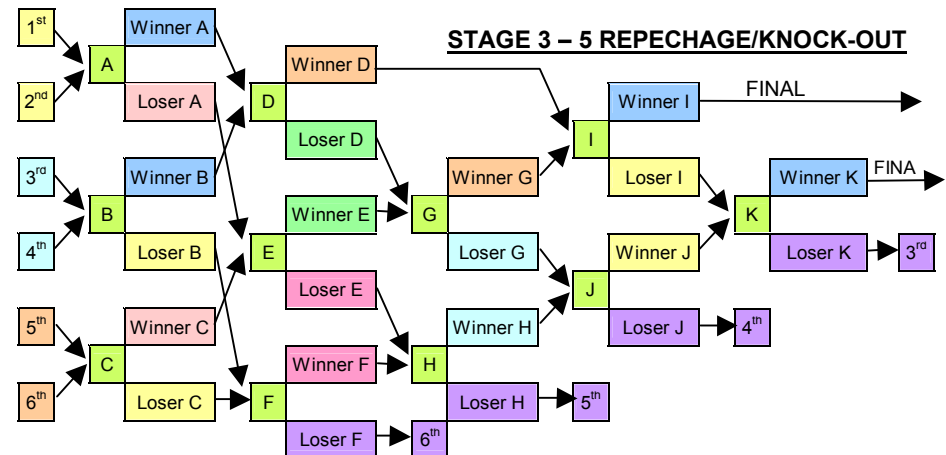 STAGE 3 – 5 REPECHAGE/KNOCK-OUT
1st
2nd
3rd
4th
5th
6th
A
B
C
Winner A
Loser A
Winner B
Loser B
Winner C
Loser C
D
E
F
Winner D
Loser D
Winner E
Loser E
Winner F
Loser F
6th
G
H
Winner G
Loser G
Winner H
Loser H
5th
I
J
Winner I
FINAL
Loser I
Winner J
Loser J
4th
K
Winner K
FINA
Loser K
3rd